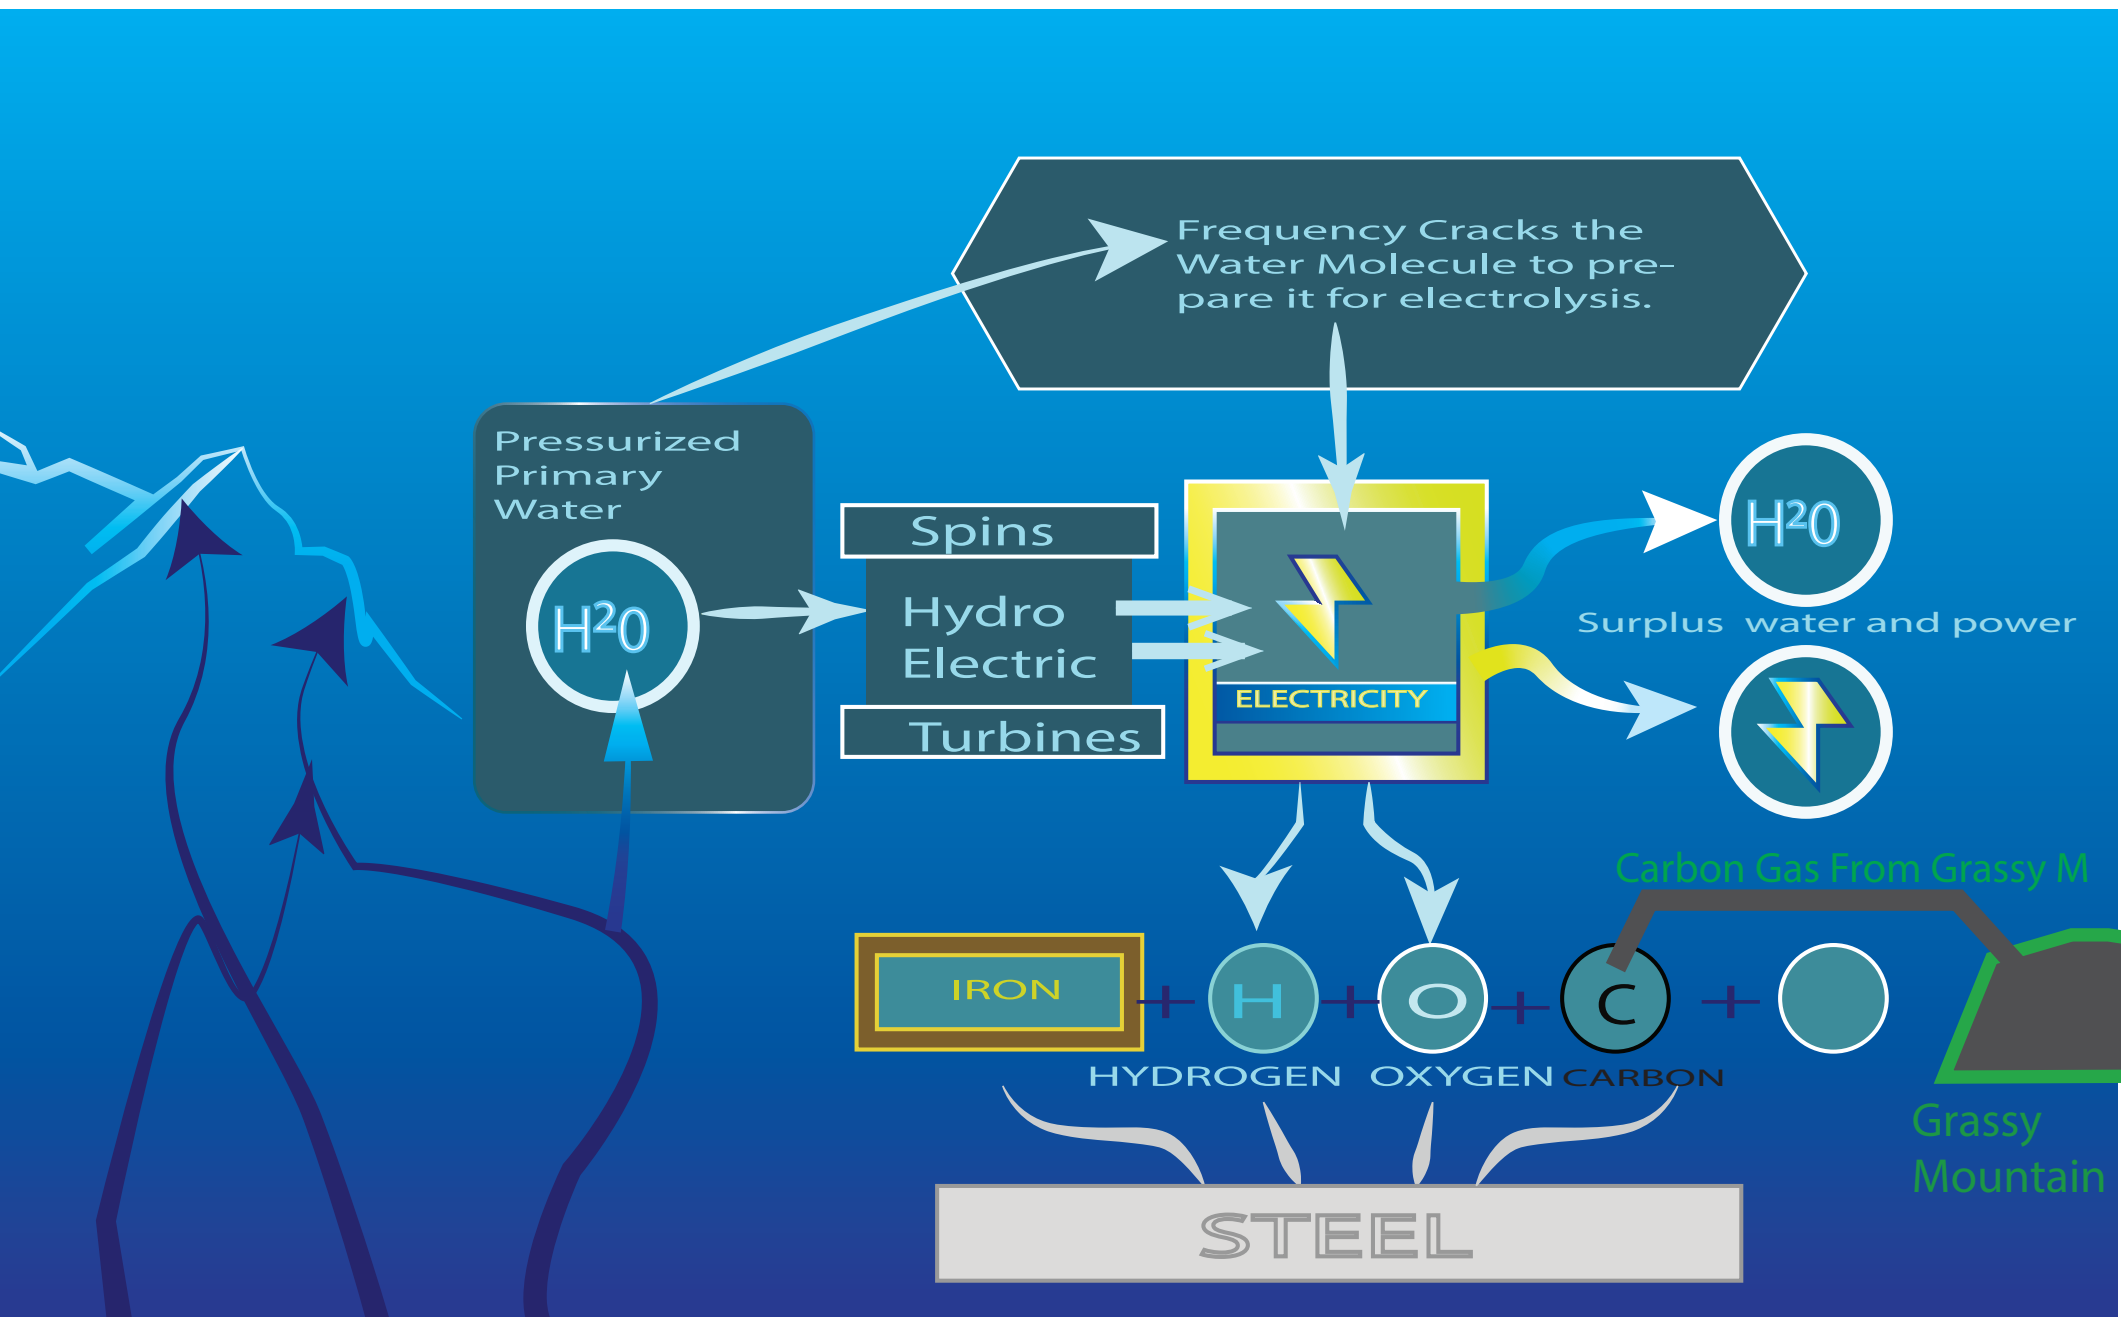 Frequency Cracks the
Water Molecule to pre-
pare it for electrolysis.
Pressurized
Primary
Water
H²0
Spins
Hydro
Electric
Turbines
ELECTRICITY
H²0
Surplus water and power
Carbon Gas From Grassy M
IRON
+
H
+
O
+
C
+
HYDROGEN
OXYGEN
CARBON
Grassy
Mountain
STEEL